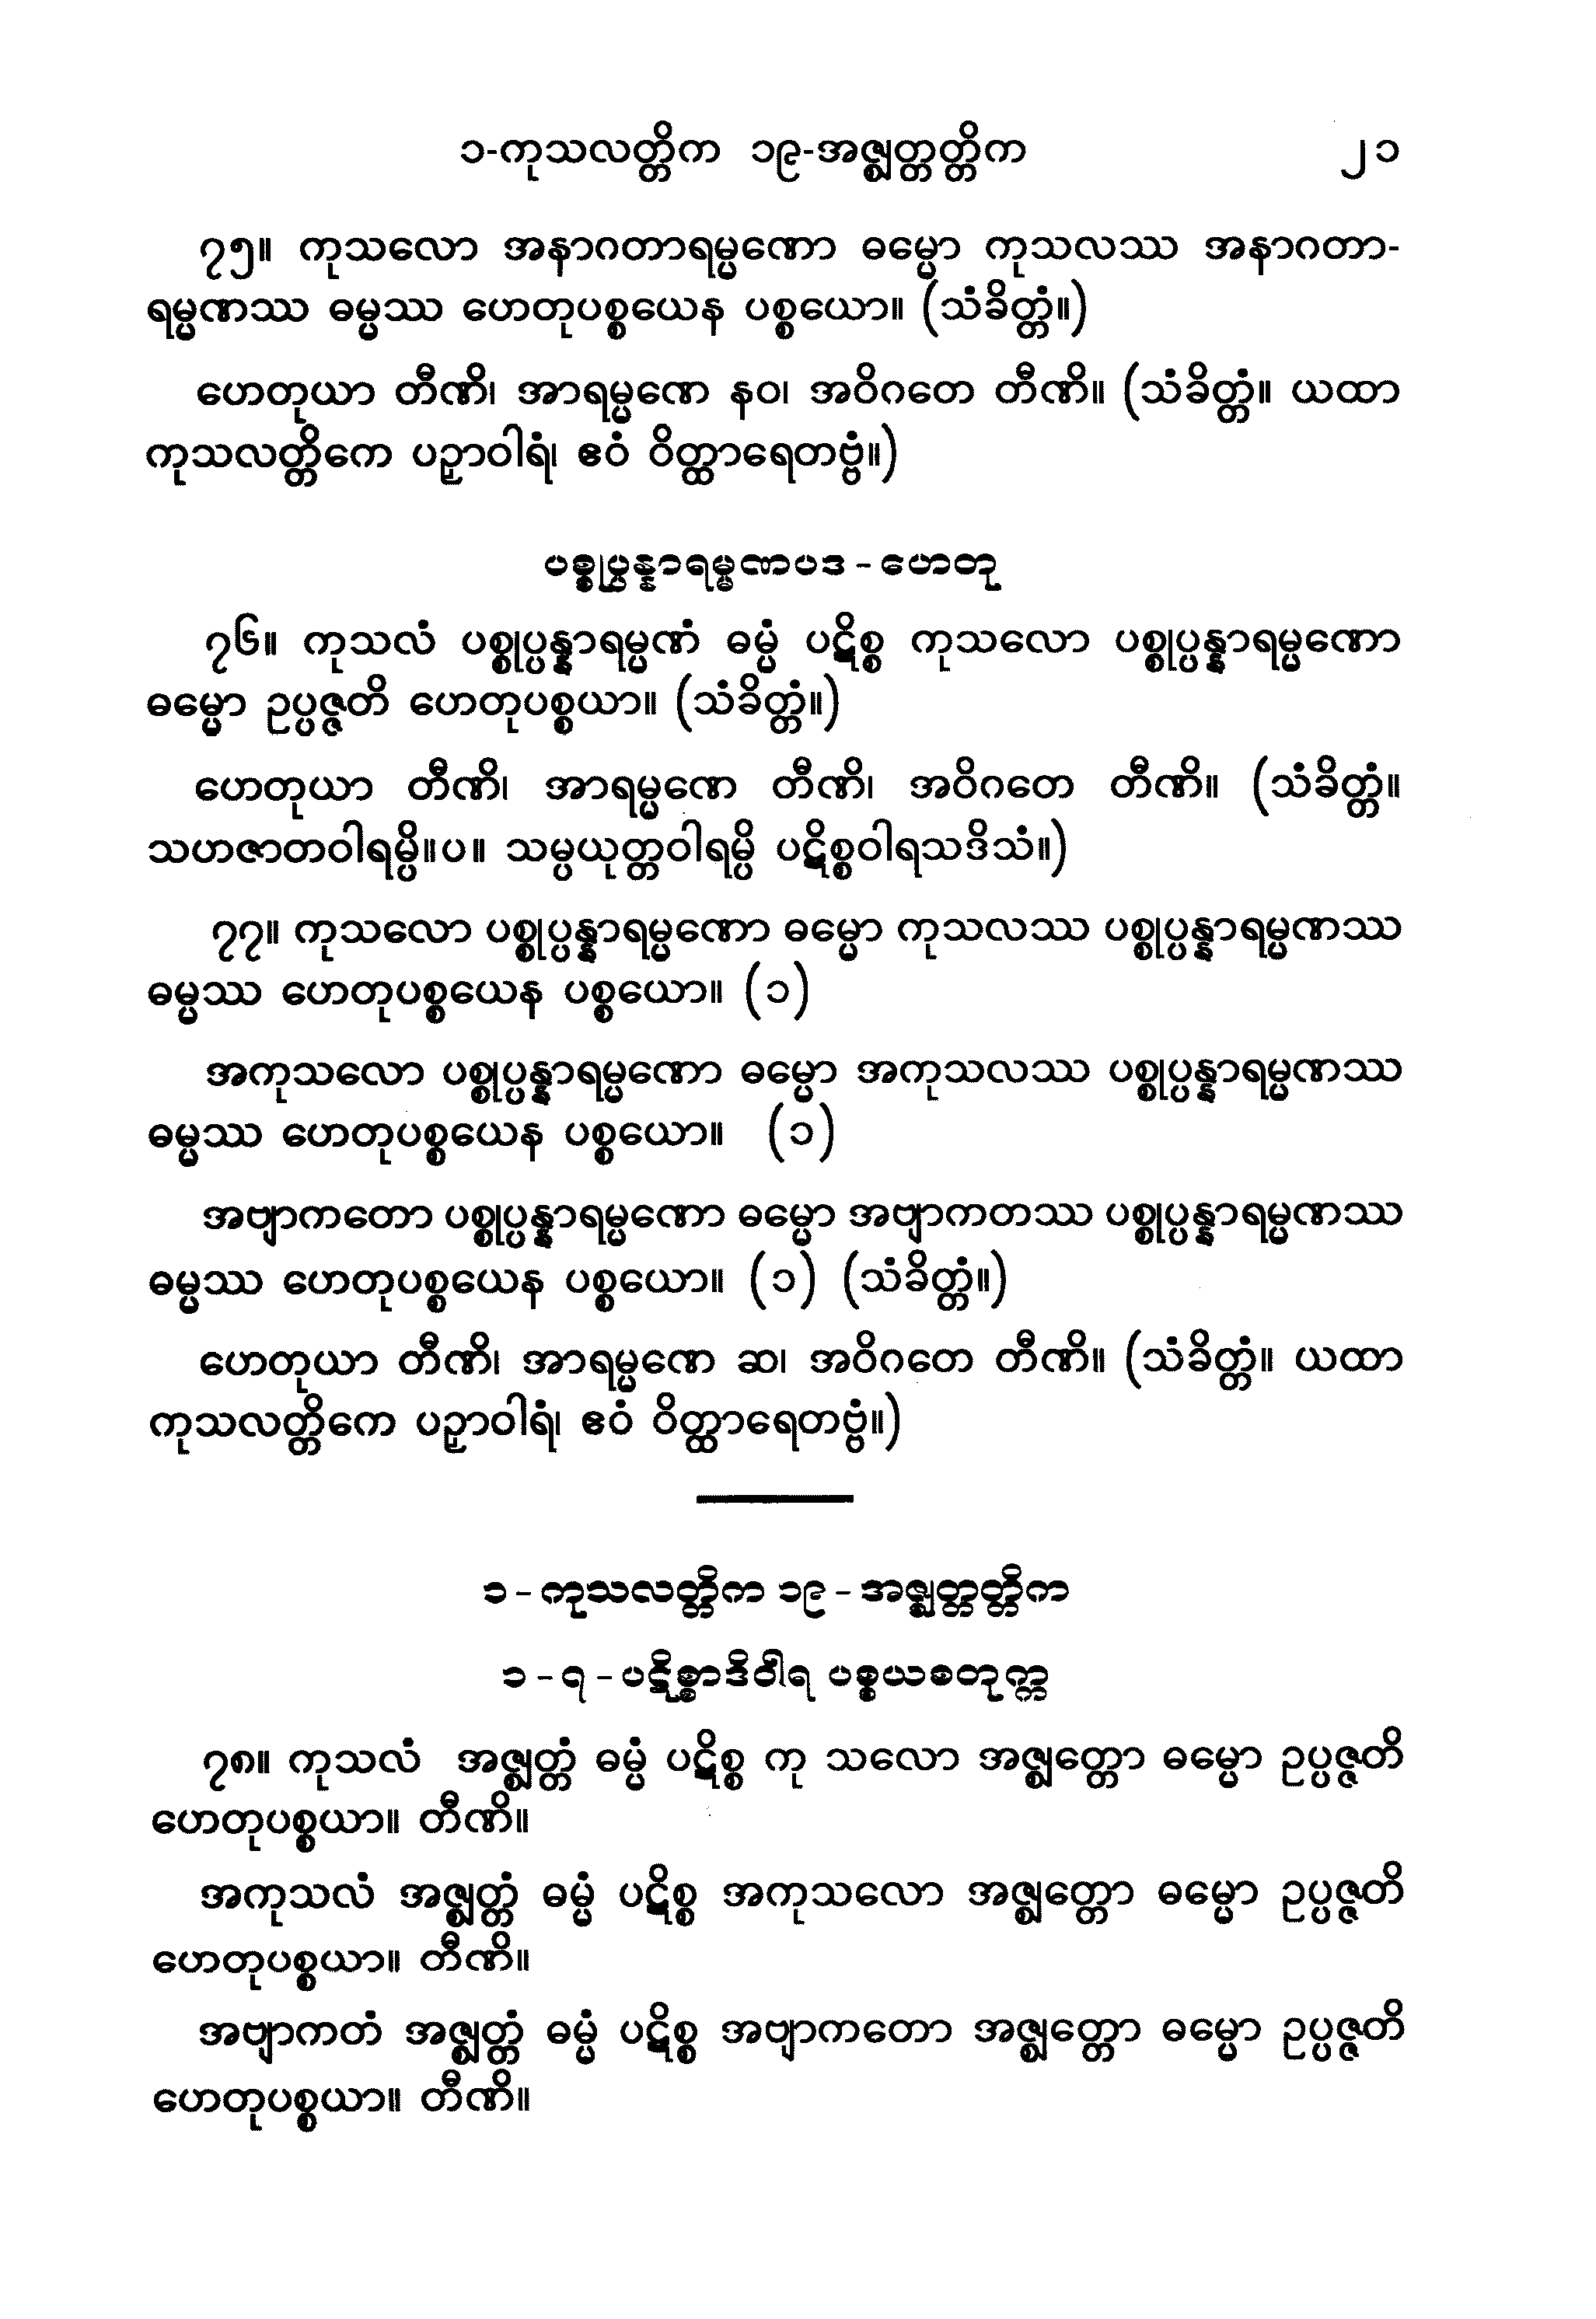 ၁-ကုသလတ္တိက ၁၉-အဇ္ဈတ္တတ္တိက ၂၁
၇၅။ ကုသလော အနာဂတာရမ္မဏော ဓမ္မော ကုသလဿ အနာဂတာ-
ရမ္မဏဿ ဓမ္မဿ ဟေတုပစ္စယေန ပစ္စယော။ (သံခိတ္တံ။)
ဟေတုယာ တီဏိ၊ အာရမ္မဏေ နဝ၊ အဝိဂတေ တီဏိ။ (သံခိတ္တံ။ ယထာ
ကုသလတ္တိကေ ပဉှာဝါရံ၊ ဧဝံ ဝိတ္ထာရေတဗ္ဗံ။)
ပစ္စုပ္ပန္နာရမ္မဏပဒ - ဟေတု
၇၆။ ကုသလံ ပစ္စုပ္ပန္နာရမ္မဏံ ဓမ္မံ ပဋိစ္စ ကုသလော ပစ္စုပ္ပန္နာရမ္မဏော
ဓမ္မော ဥပ္ပဇ္ဇတိ ဟေတုပစ္စယာ။ (သံခိတ္တံ။)
ဟေတုယာ တီဏိ၊ အာရမ္မဏေ တီဏိ၊ အဝိဂတေ တီဏိ။ (သံခိတ္တံ။
သဟဇာတဝါရမ္ပိ။ပ။ သမ္ပယုတ္တဝါရမ္ပိ ပဋိစ္စဝါရသဒိသံ။)
၇၇။ ကုသလော ပစ္စုပ္ပန္နာရမ္မဏော ဓမ္မော ကုသလဿ ပစ္စုပ္ပန္နာရမ္မဏဿ
ဓမ္မဿ ဟေတုပစ္စယေန ပစ္စယော။ (၁)
အကုသလော ပစ္စုပ္ပန္နာရမ္မဏော ဓမ္မော အကုသလဿ ပစ္စုပ္ပန္နာရမ္မဏဿ
ဓမ္မဿ ဟေတုပစ္စယေန ပစ္စယော။ (၁)
အဗျာကတော ပစ္စုပ္ပန္နာရမ္မဏော ဓမ္မော အဗျာကတဿ ပစ္စုပ္ပန္နာရမ္မဏဿ
ဓမ္မဿ ဟေတုပစ္စယေန ပစ္စယော။ (၁) (သံခိတ္တံ။)
ဟေတုယာ တီဏိ၊ အာရမ္မဏေ ဆ၊ အဝိဂတေ တီဏိ။ (သံခိတ္တံ။ ယထာ
ကုသလတ္တိကေ ပဉှာဝါရံ၊ ဧဝံ ဝိတ္ထာရေတဗ္ဗံ။)
၁ - ကုသလတ္တိက ၁၉ - အဇ္ဈတ္တတ္တိက
၁ - ၇ - ပဋိစ္စာဒိဝါရ ပစ္စယစတုက္က
၇၈။ ကုသလံ အဇ္ဈတ္တံ ဓမ္မံ ပဋိစ္စ ကု သလော အဇ္ဈတ္တော ဓမ္မော ဥပ္ပဇ္ဇတိ
ဟေတုပစ္စယာ။ တီဏိ။
အကုသလံ အဇ္ဈတ္တံ ဓမ္မံ ပဋိစ္စ အကုသလော အဇ္ဈတ္တော ဓမ္မော ဥပ္ပဇ္ဇတိ
ဟေတုပစ္စယာ။ တီဏိ။
အဗျာကတံ အဇ္ဈတ္တံ ဓမ္မံ ပဋိစ္စ အဗျာကတော အဇ္ဈတ္တော ဓမ္မော ဥပ္ပဇ္ဇတိ
ဟေတုပစ္စယာ။ တီဏိ။